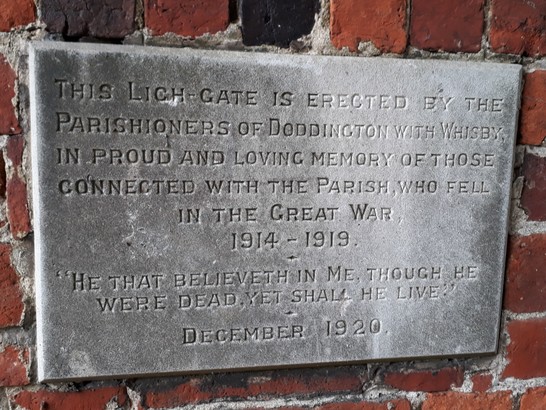 This Lich-gate is erected by the
Parishioners of Doddington with Whisby,
in proud and loving memory of those
connected with the Parish, who fell
in the Great War,
1914 - 1919.
"He that believeth in Me, though he
were dead, yet shall he live."
December 1920.